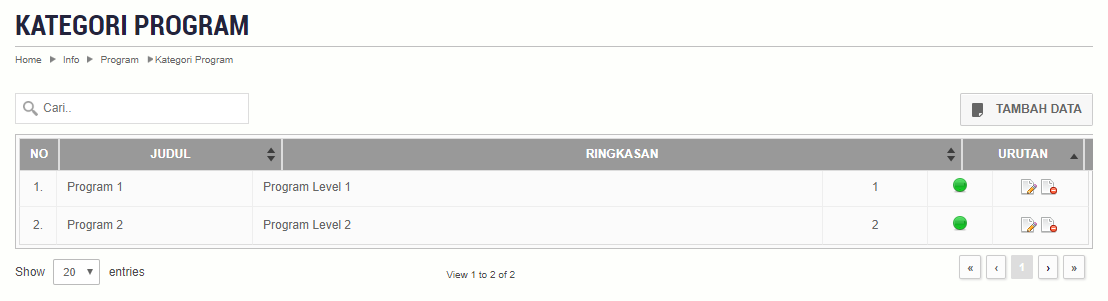 KATEGORI PROGRAM
Home Info Program Kategori Program
Cari..
TAMBAH DATA
NO JUDUL RINGKASAN URUTAN
1. Program 1 Program Level 1 1
2. Program 2 Program Level 2 2
Show 20 entries View 1 to 2 of 2 « ‹ 1 › »